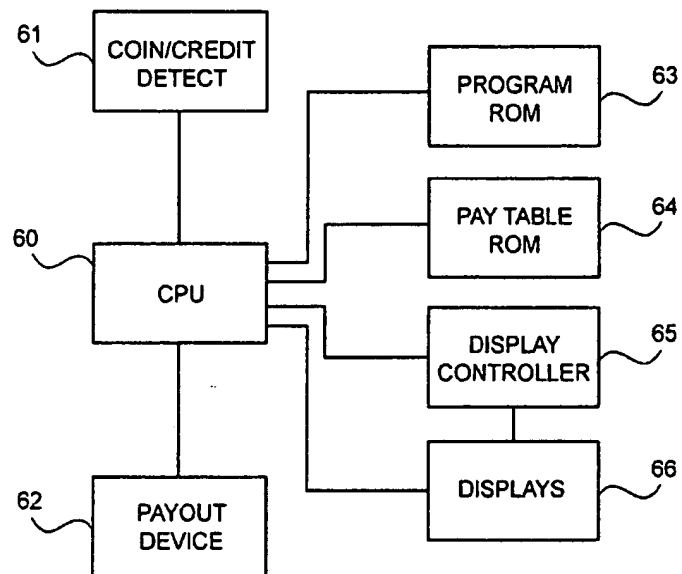 61
COIN/CREDIT
DETECT
PROGRAM
ROM
63
PAY TABLE
ROM
64
60
CPU
DISPLAY
CONTROLLER
65
62
PAYOUT
DEVICE
DISPLAYS
66